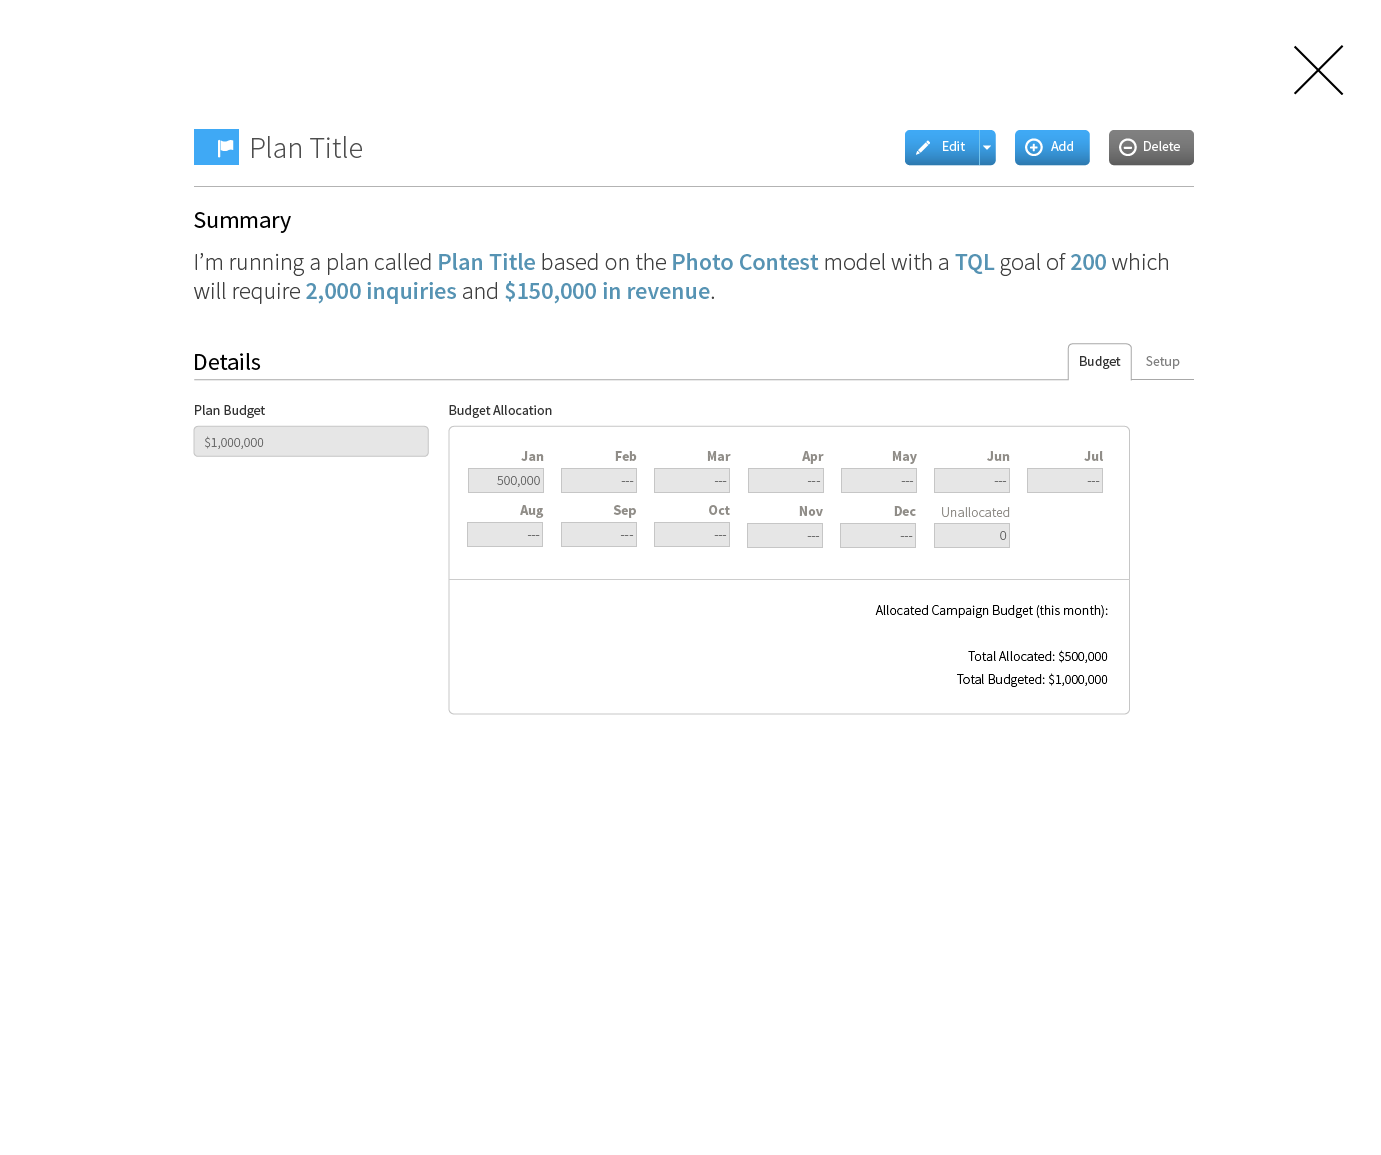 Plan Title
Edit
Add
Delete
Summary
I’m running a plan called Plan Title based on the Photo Contest model with a TQL goal of 200 which
will require 2,000 inquiries and $150,000 in revenue.
Details
Budget
Setup
Plan Budget
Budget Allocation
$1,000,000
Jan Feb Mar Apr May Jun Jul
500,000 --- --- --- --- --- ---
Aug Sep Oct Nov Dec Unallocated
--- --- --- --- --- 0
Allocated Campaign Budget (this month):
Total Allocated: $500,000
Total Budgeted: $1,000,000